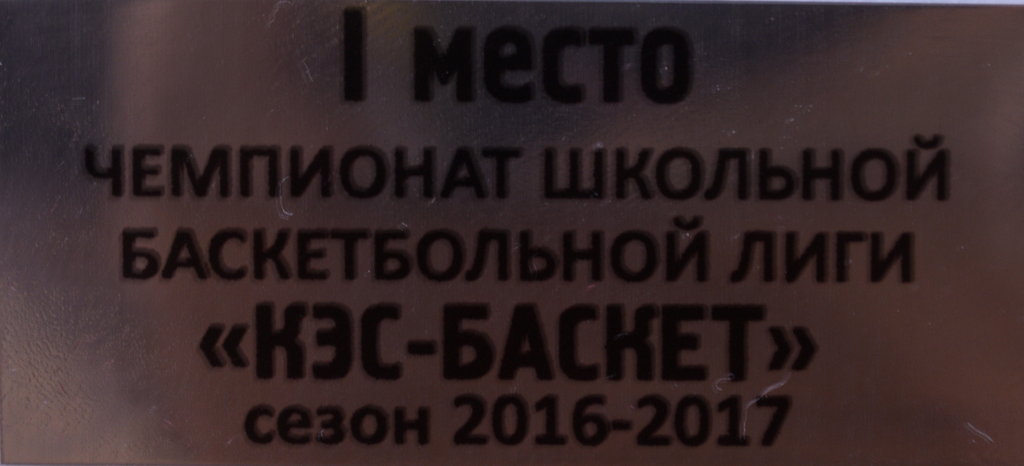 I место
ЧЕМПИОНАТ ШКОЛЬНОЙ
БАСКЕТБОЛЬНОЙ ЛИГИ
«КЭС-БАСКЕТ»
сезон 2016-2017